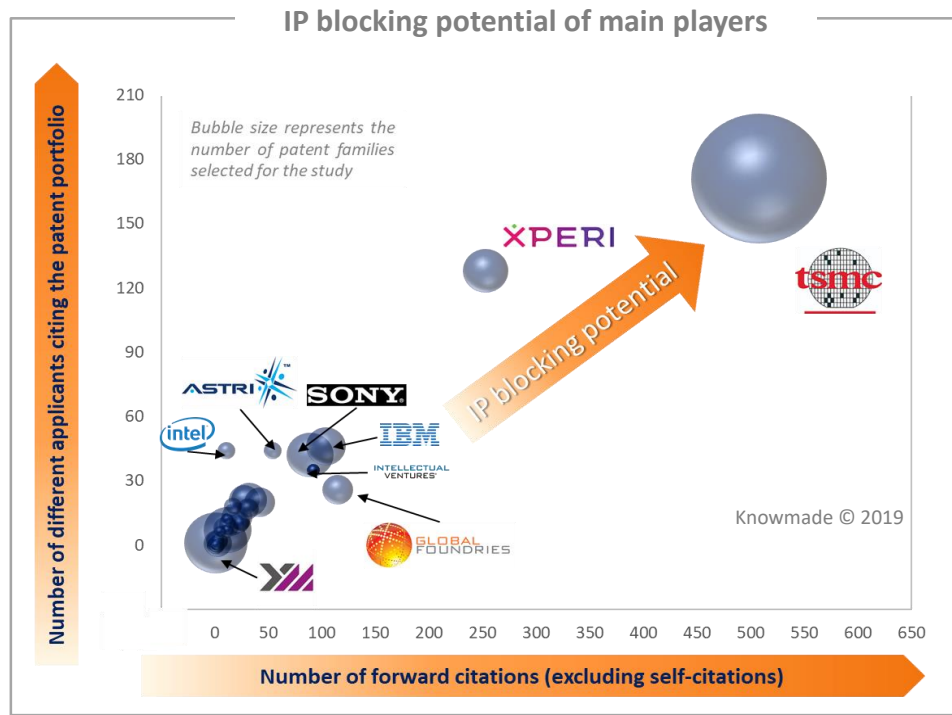 IP blocking potential of main players
Number of different applicants citing the patent portfolio
210
180
150
120
90
60
30
0
Bubble size represents the
number of patent families
selected for the study
XPERI
tsmc
IP blocking potential
ASTRI™
SONY
intel
IBM
INTELLECTUAL
VENTURES
GLOBAL
FOUNDRIES
Knowmade © 2019
0 50 100 150 200 250 300 350 400 450 500 550 600 650
Number of forward citations (excluding self-citations)